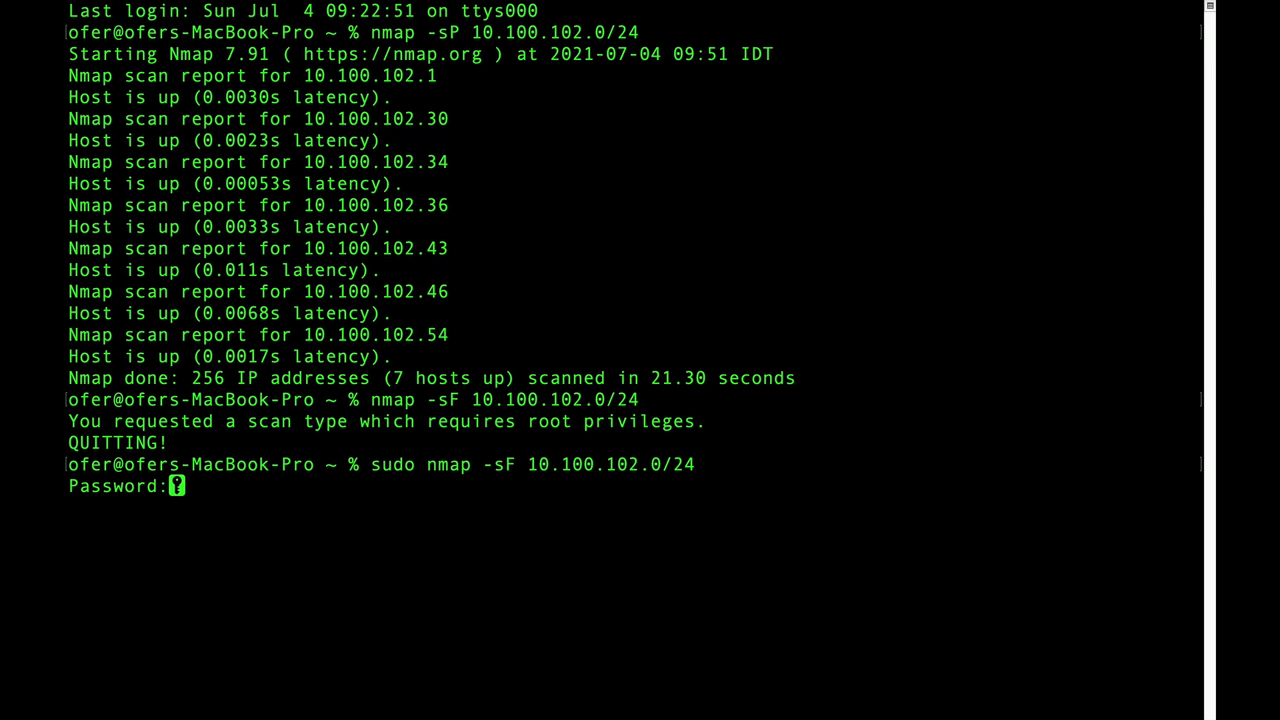 Last login: Sun Jul  4 09:22:51 on ttys000
ofer@ofers-MacBook-Pro ~ % nmap -sP 10.100.102.0/24
Starting Nmap 7.91 ( https://nmap.org ) at 2021-07-04 09:51 IDT
Nmap scan report for 10.100.102.1
Host is up (0.0030s latency).
Nmap scan report for 10.100.102.30
Host is up (0.0023s latency).
Nmap scan report for 10.100.102.34
Host is up (0.00053s latency).
Nmap scan report for 10.100.102.36
Host is up (0.0033s latency).
Nmap scan report for 10.100.102.43
Host is up (0.011s latency).
Nmap scan report for 10.100.102.46
Host is up (0.0068s latency).
Nmap scan report for 10.100.102.54
Host is up (0.0017s latency).
Nmap done: 256 IP addresses (7 hosts up) scanned in 21.30 seconds
ofer@ofers-MacBook-Pro ~ % nmap -sF 10.100.102.0/24
You requested a scan type which requires root privileges.
QUITTING!
ofer@ofers-MacBook-Pro ~ % sudo nmap -sF 10.100.102.0/24
Password: